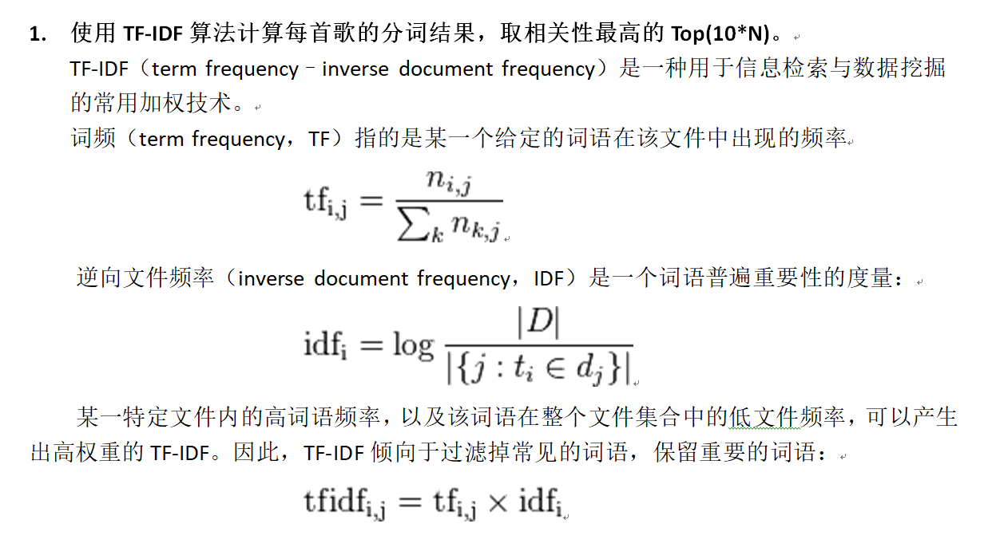 1. 使用 TF-IDF 算法计算每首歌的分词结果，取相关性最高的 Top(10*N)。
TF-IDF（term frequency–inverse document frequency）是一种用于信息检索与数据挖掘
的常用加权技术。
词频（term frequency，TF）指的是某一个给定的词语在该文件中出现的频率
tf_{i,j} = \frac{n_{i,j}}{\sum_k n_{k,j}}
逆向文件频率（inverse document frequency，IDF）是一个词语普遍重要性的度量：
idf_i = log \frac{|D|}{|\{j : t_i ∈ d_j\}|}
某一特定文件内的高词语频率，以及该词语在整个文件集合中的低文件频率，可以产生
出高权重的 TF-IDF。因此，TF-IDF 倾向于过滤掉常见的词语，保留重要的词语：
tfidf_{i,j} = tf_{i,j} × idf_i